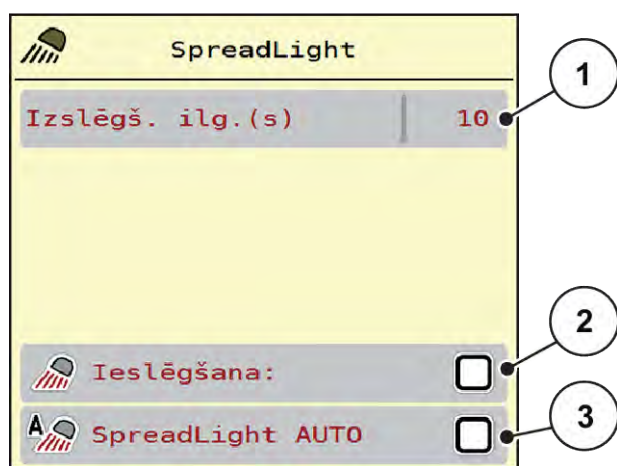 SpreadLight
Izslēgš. ilg.(s) 10
1
Ieslēgšana:
2
A
SpreadLight AUTO
3